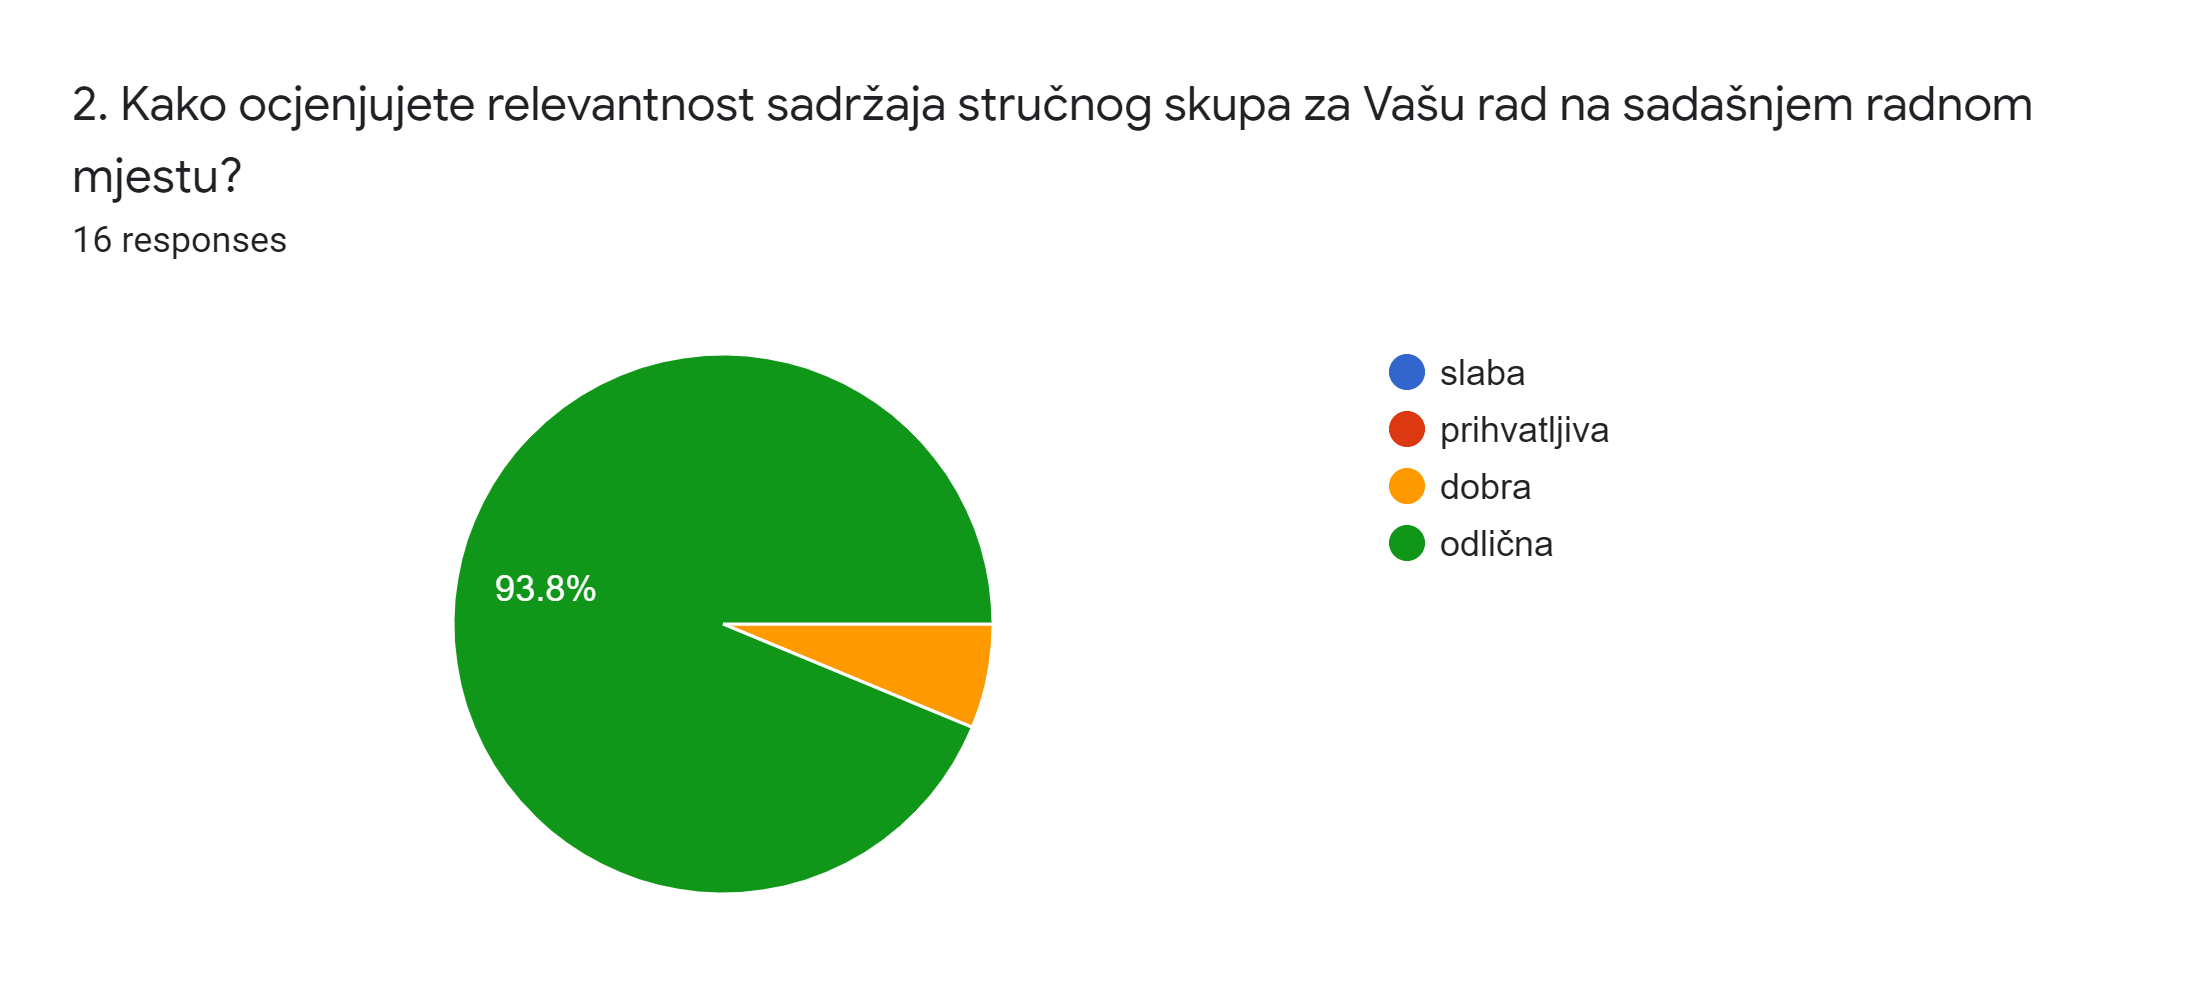 2. Kako ocjenjujete relevantnost sadržaja stručnog skupa za Vašu rad na sadašnjem radnom
mjestu?
16 responses
slaba
prihvatljiva
dobra
odlična
93.8%